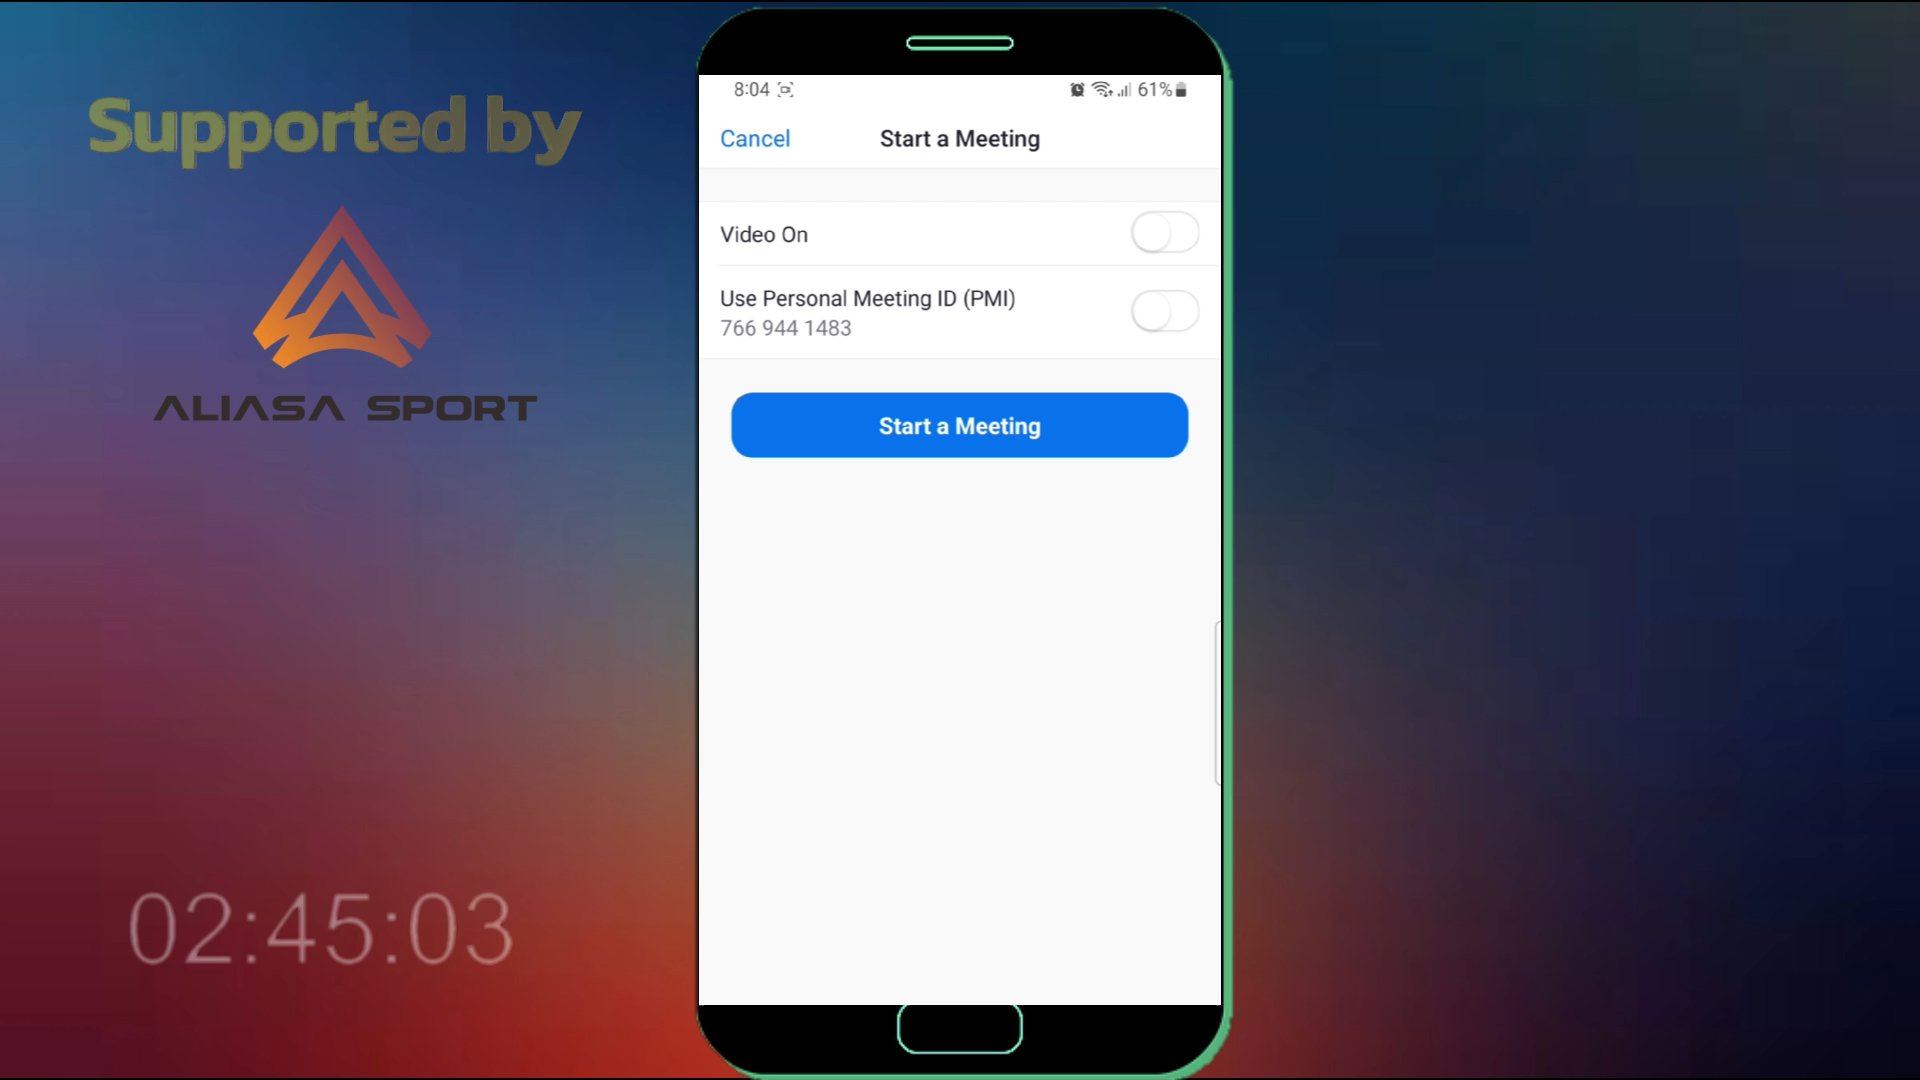 Supported by
ALIASA SPORT
02:45:03
8:04
61%
Cancel
Start a Meeting
Video On
Use Personal Meeting ID (PMI)
766 944 1483
Start a Meeting